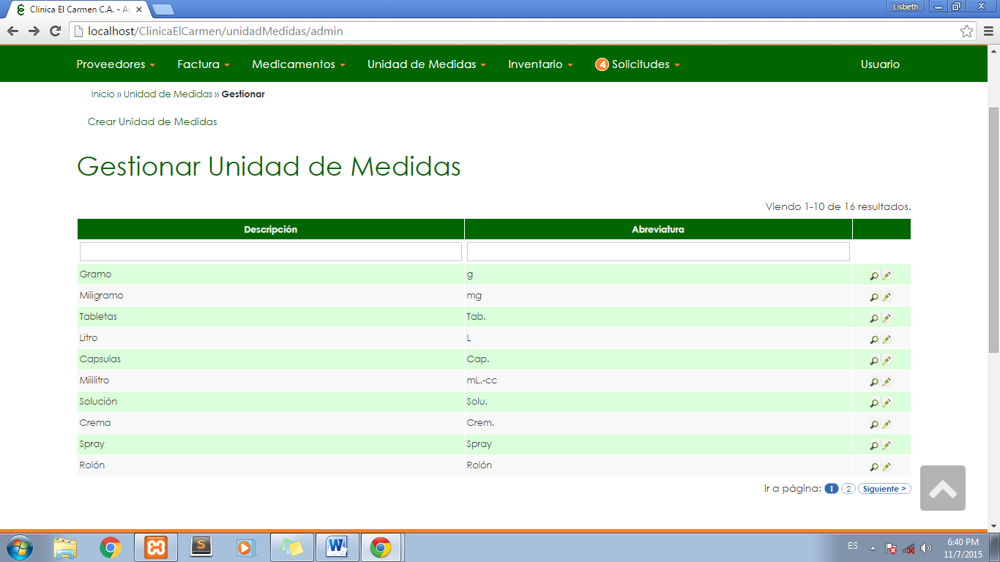 Clínica El Carmen C.A. - A
Lisbeth
localhost/ClinicaElCarmen/unidadMedidas/admin
Proveedores Factura Medicamentos Unidad de Medidas Inventario 4 Solicitudes Usuario
Inicio » Unidad de Medidas » Gestionar
Crear Unidad de Medidas
Gestionar Unidad de Medidas
Viendo 1-10 de 16 resultados.
Descripción Abreviatura
Gramo g
Miligramo mg
Tabletas Tab.
Litro L
Capsulas Cap.
Mililitro mL.-cc
Solución Solu.
Crema Crem.
Spray Spray
Rolón Rolón
Ir a página: 1 2 Siguiente >
ES
6:40 PM
11/7/2015